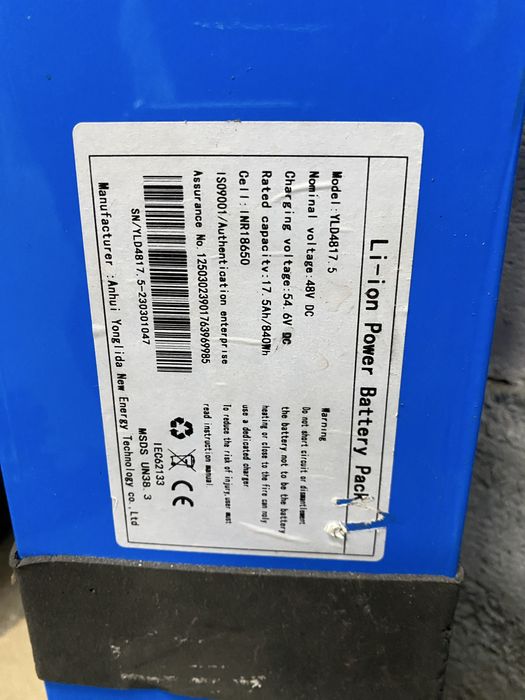 Li-ion Power Battery Pack
Model:YLD4817.5
Nominal voltage:48V DC
Charging voltage:54.6V DC
Rated capacity:17.5Ah/840Wh
Cell:INR18650
ISO9001/Authentication enterprise
Assurance No.12503023901763969985
SN/YLD4817.5-230301047
Manufacturer :Anhui Yonglida New Energy Technology co.,Ltd
Warning
Do not short circuit or dismantlement
the battery not to be the battery
heating or close to the fire can noly
use a dedicated charger
To reduce the risk of injury,user must
read instruction manual.
CE
IEC62133
MSDS UN38.3